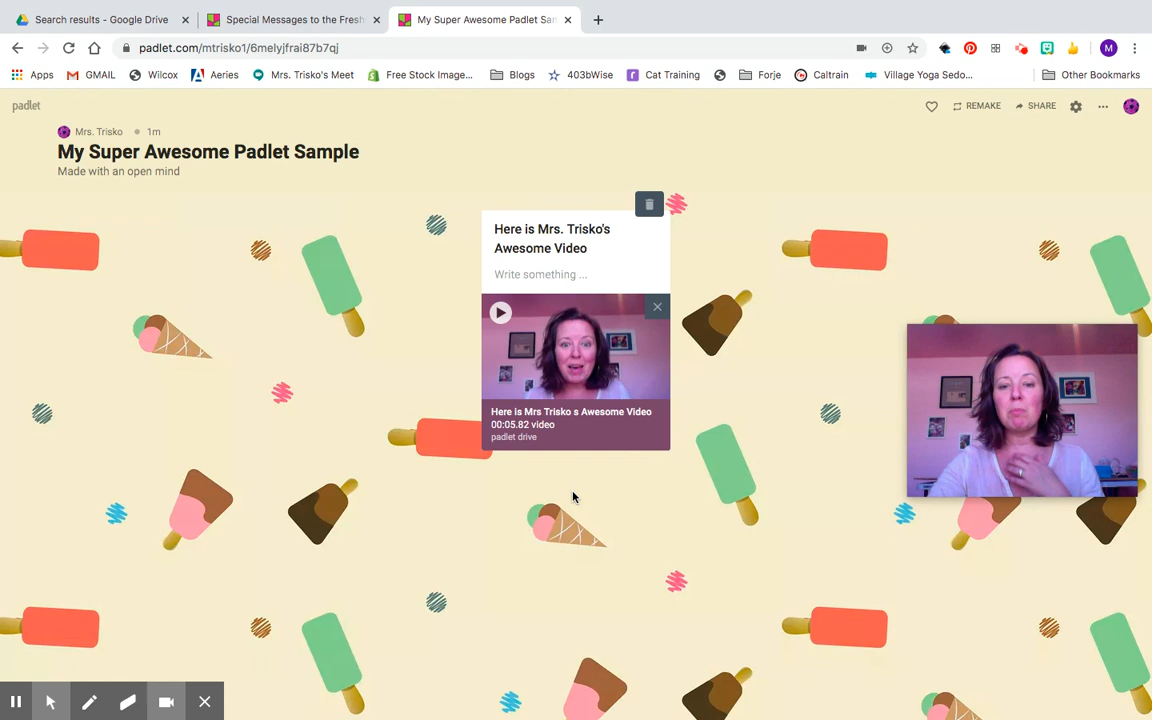 Search results - Google Drive
Special Messages to the Fresh
My Super Awesome Padlet Sam
padlet.com/mtrisko1/6melyjfrai87b7qj
M
Apps
GMAIL
Wilcox
Aeries
Mrs. Trisko's Meet
Free Stock Image...
Blogs
403bWise
Cat Training
Forje
Caltrain
Village Yoga Sedo...
Other Bookmarks
padlet
REMAKE
SHARE
Mrs. Trisko
1m
My Super Awesome Padlet Sample
Made with an open mind
Here is Mrs. Trisko's
Awesome Video
Write something ...
Here is Mrs Trisko s Awesome Video
00:05.82 video
padlet drive